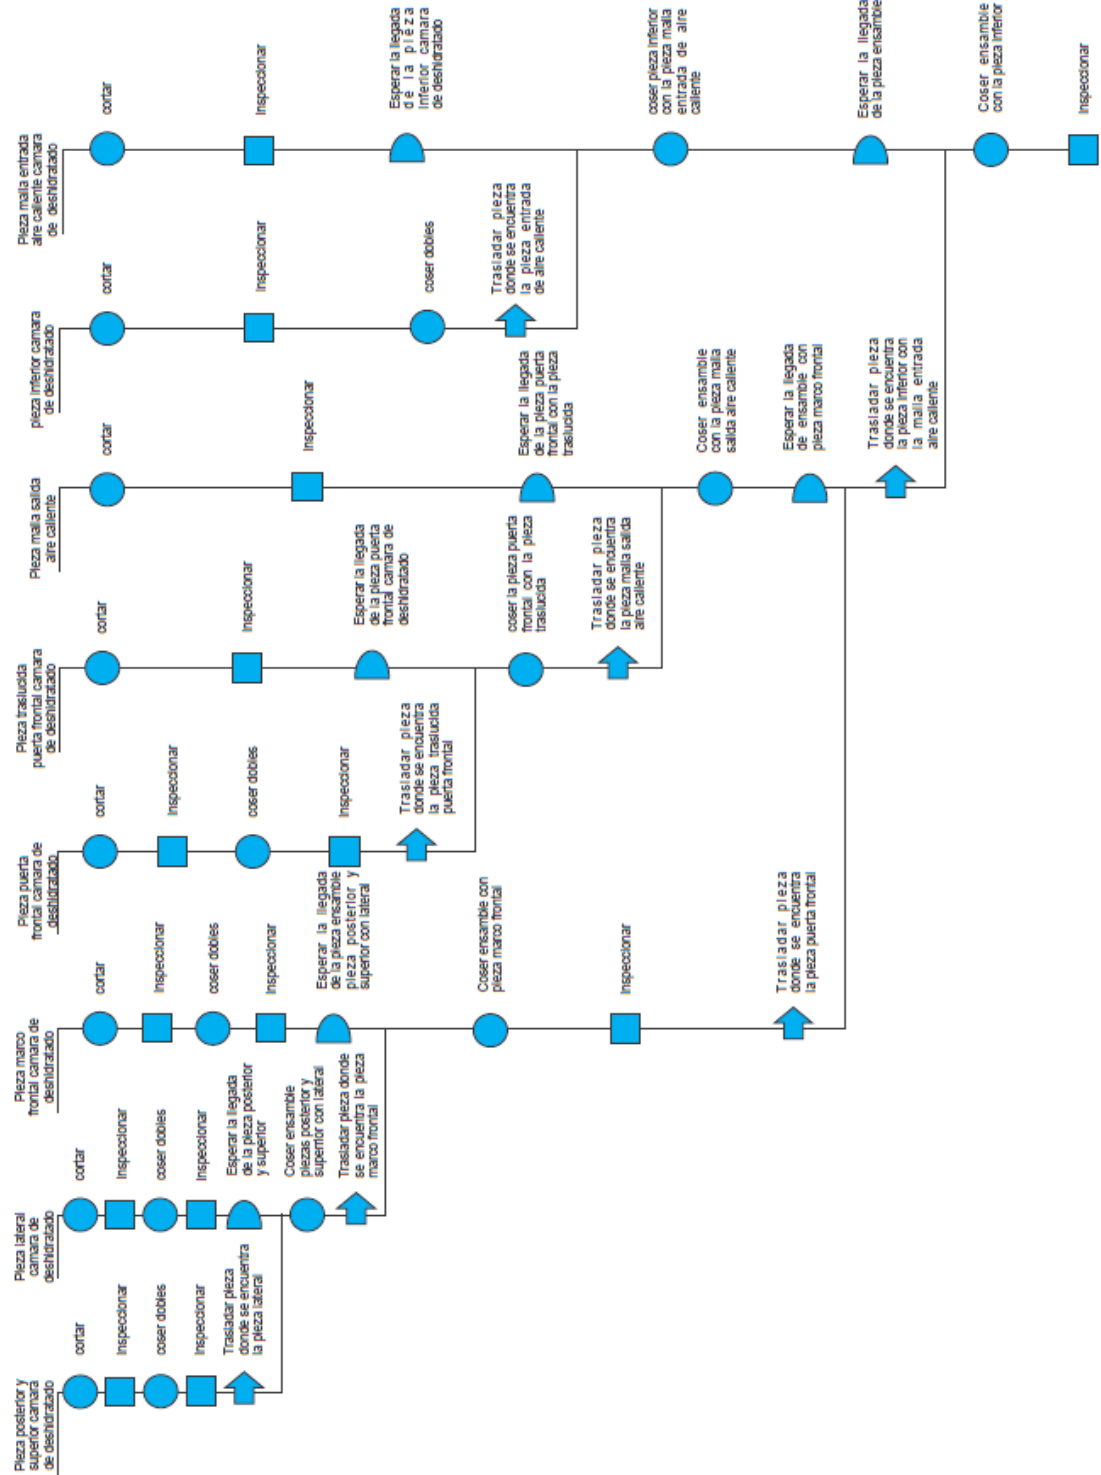 Pieza posterior y
superior camara
de deshidratado
cortar
Inspeccionar
coser dobles
Inspeccionar
Trasladar pieza
donde se encuentra
la pieza lateral
Pieza lateral
camara de
deshidratado
cortar
Inspeccionar
coser dobles
Inspeccionar
Esperar la llegada
de la pieza posterior
y superior
Coser ensamble
piezas posterior y
superrior con lateral
Trasladar pieza donde
se encuentra la pieza
marco frontal
Pieza marco
frontal camara de
deshidratado
cortar
Inspeccionar
coser dobles
Inspeccionar
Esperar la llegada
de la pieza ensamble
pieza posterior y
superior con lateral
Coser ensamble con
pieza marco frontal
Inspeccionar
Trasladar pieza
donde se encuentra
la pieza puerta frontal
Pieza puerta
frontal camara de
deshidratado
cortar
Inspeccionar
coser dobles
Inspeccionar
Trasladar pieza
donde se encuentra
la pieza traslucida
puerta frontal
Pieza traslucida
puerta frontal camara
de deshidratado
cortar
Inspeccionar
Esperar la llegada
de la pieza puerta
frontal camara de
deshidratado
coser la pieza puerta
frontal con la pieza
traslucida
Trasladar pieza
donde se encuentra
la pieza malla salida
aire caliente
Pieza malla salida
aire caliente
cortar
Inspeccionar
Esperar la llegada
de la pieza puerta
frontal con la pieza
traslucida
Coser ensamble
con la pieza malla
salida aire caliente
Esperar la llegada
de ensamble con
pieza marco frontal
Trasladar pieza
donde se encuentra
la pieza inferior con
la malla entrada
aire caliente
pieza inferior camara
de deshidratado
cortar
Inspeccionar
coser dobles
Trasladar pieza
donde se encuentra
la pieza entrada
de aire caliente
Pieza malla entrada
aire caliente camara
de deshidratado
cortar
Inspeccionar
Esperar la llegada
de la pieza
inferior camara
de deshidratado
coser pieza inferior
con la pieza malla
entrada de aire
caliente
Esperar la llegada
de la pieza ensamble
Coser ensamble
con la pieza inferior
Inspeccionar